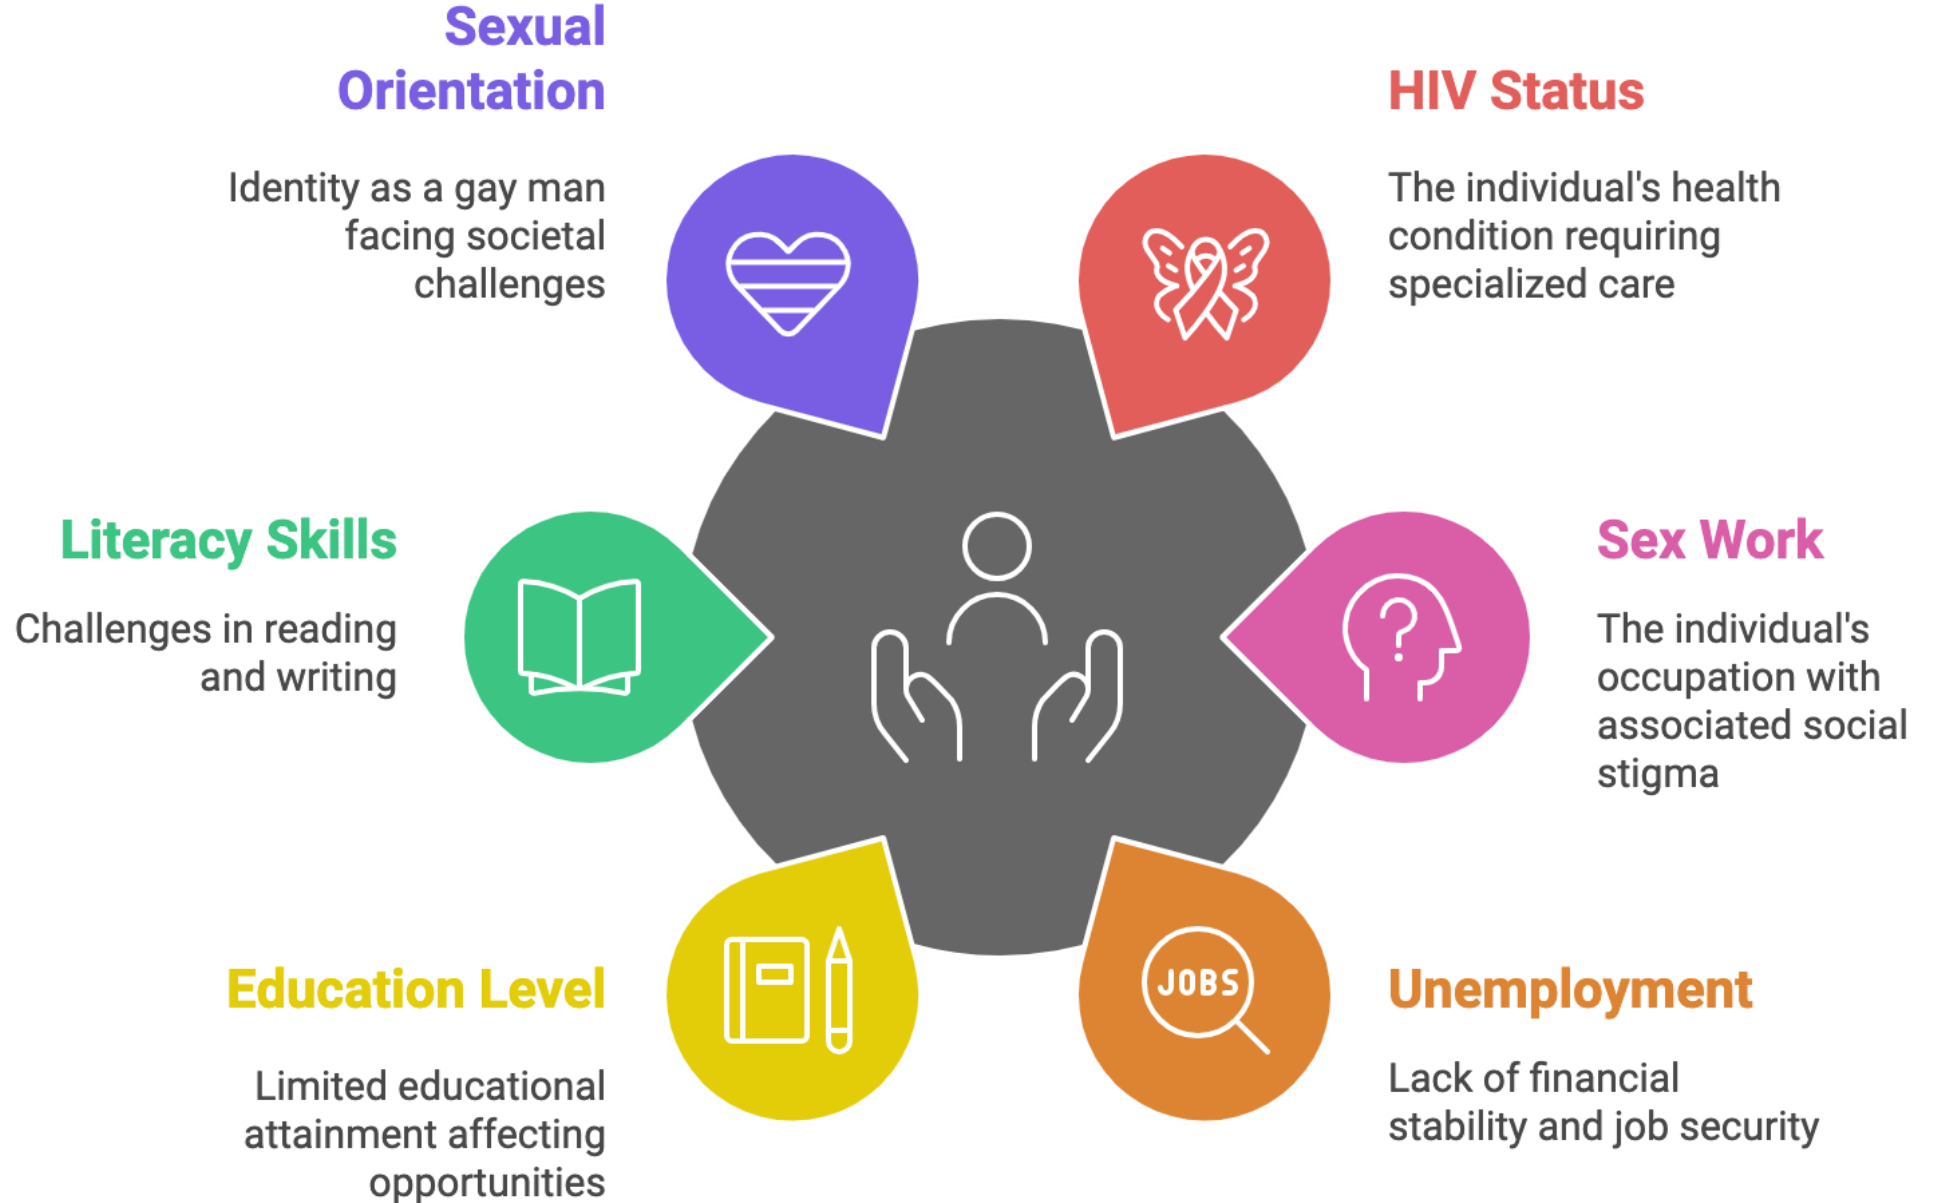 Sexual
Orientation
Identity as a gay man
facing societal
challenges
HIV Status
The individual's health
condition requiring
specialized care
Literacy Skills
Challenges in reading
and writing
Sex Work
The individual's
occupation with
associated social
stigma
Education Level
Limited educational
attainment affecting
opportunities
JOBS
Unemployment
Lack of financial
stability and job security